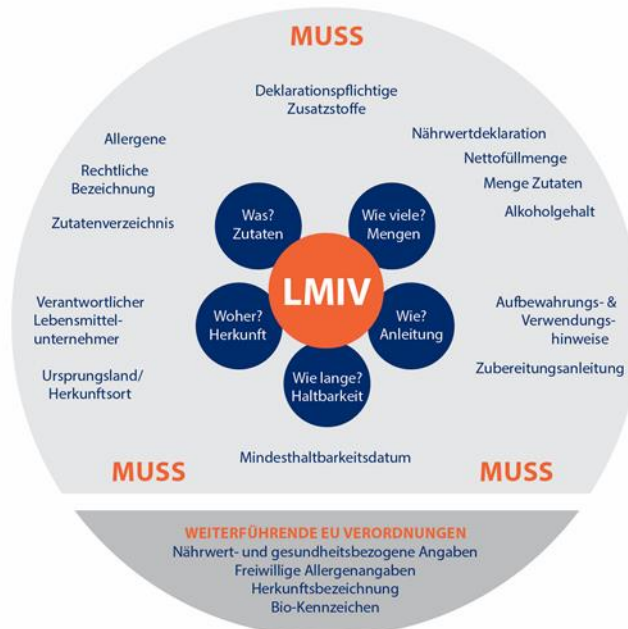 MUSS
Deklarationspflichtige
Zusatzstoffe
Allergene
Rechtliche
Bezeichnung
Zutatenverzeichnis
Nährwertdeklaration
Nettofüllmenge
Menge Zutaten
Alkoholgehalt
Was?
Zutaten
Wie viele?
Mengen
LMIV
Woher?
Herkunft
Wie?
Anleitung
Wie lange?
Haltbarkeit
Verantwortlicher
Lebensmittel-
unternehmer
Ursprungsland/
Herkunftsort
Aufbewahrungs- &
Verwendungs-
hinweise
Zubereitungsanleitung
Mindesthaltbarkeitsdatum
MUSS
MUSS
WEITERFÜHRENDE EU VERORDNUNGEN
Nährwert- und gesundheitsbezogene Angaben
Freiwillige Allergenangaben
Herkunftsbezeichnung
Bio-Kennzeichen